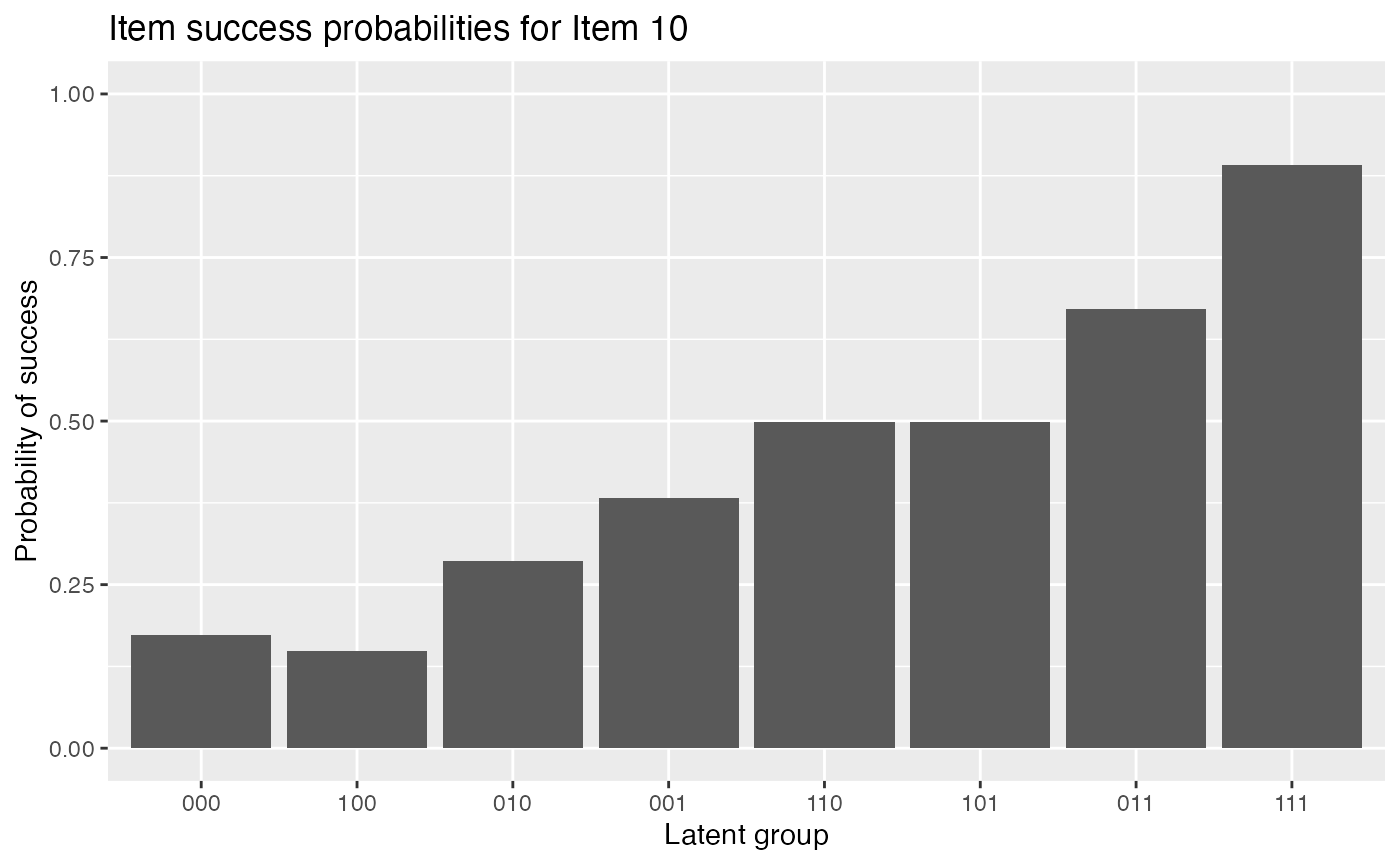 Item success probabilities for Item 10
Probability of success
1.00
0.75
0.50
0.25
0.00
000 100 010 001 110 101 011 111
Latent group